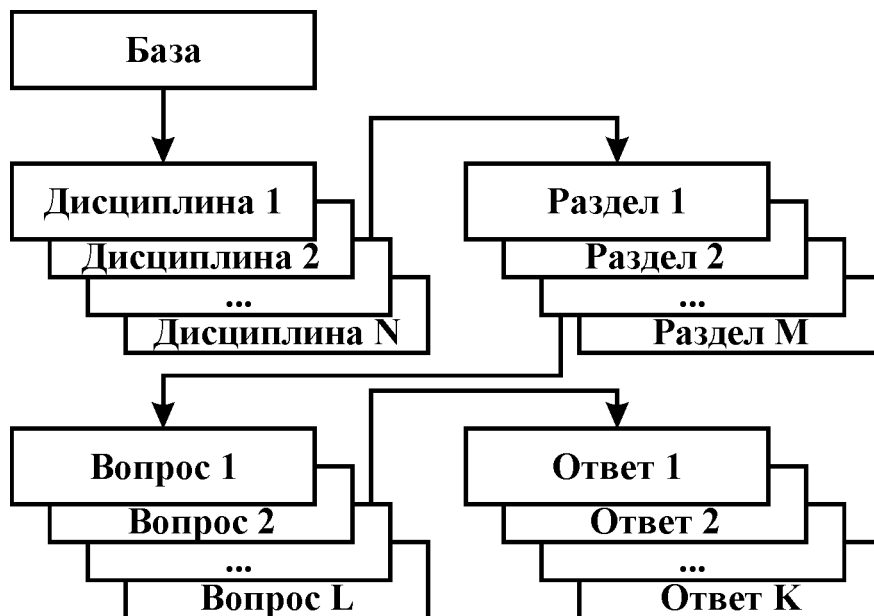 База
Дисциплина 1
Дисциплина 2
...
Дисциплина N
Раздел 1
Раздел 2
...
Раздел M
Вопрос 1
Вопрос 2
...
Вопрос L
Ответ 1
Ответ 2
...
Ответ K